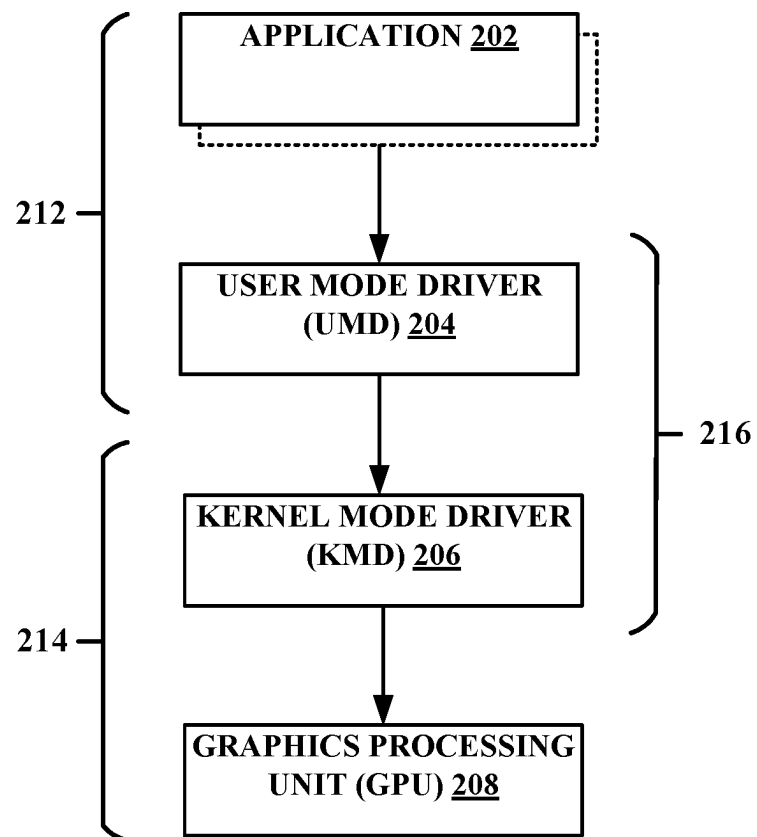 APPLICATION 202
212
USER MODE DRIVER
(UMD) 204
216
KERNEL MODE DRIVER
(KMD) 206
214
GRAPHICS PROCESSING
UNIT (GPU) 208